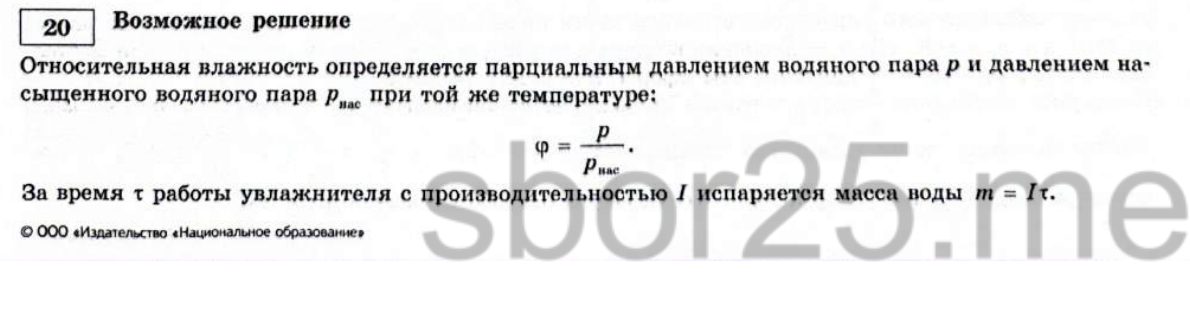 20 Возможное решение
Относительная влажность определяется парциальным давлением водяного пара p и давлением на-
сыщенного водяного пара pнас при той же температуре:
φ = p / pнас.
За время τ работы увлажнителя с производительностью I испаряется масса воды m = Iτ.
© ООО «Издательство «Национальное образование»
sbor25.me